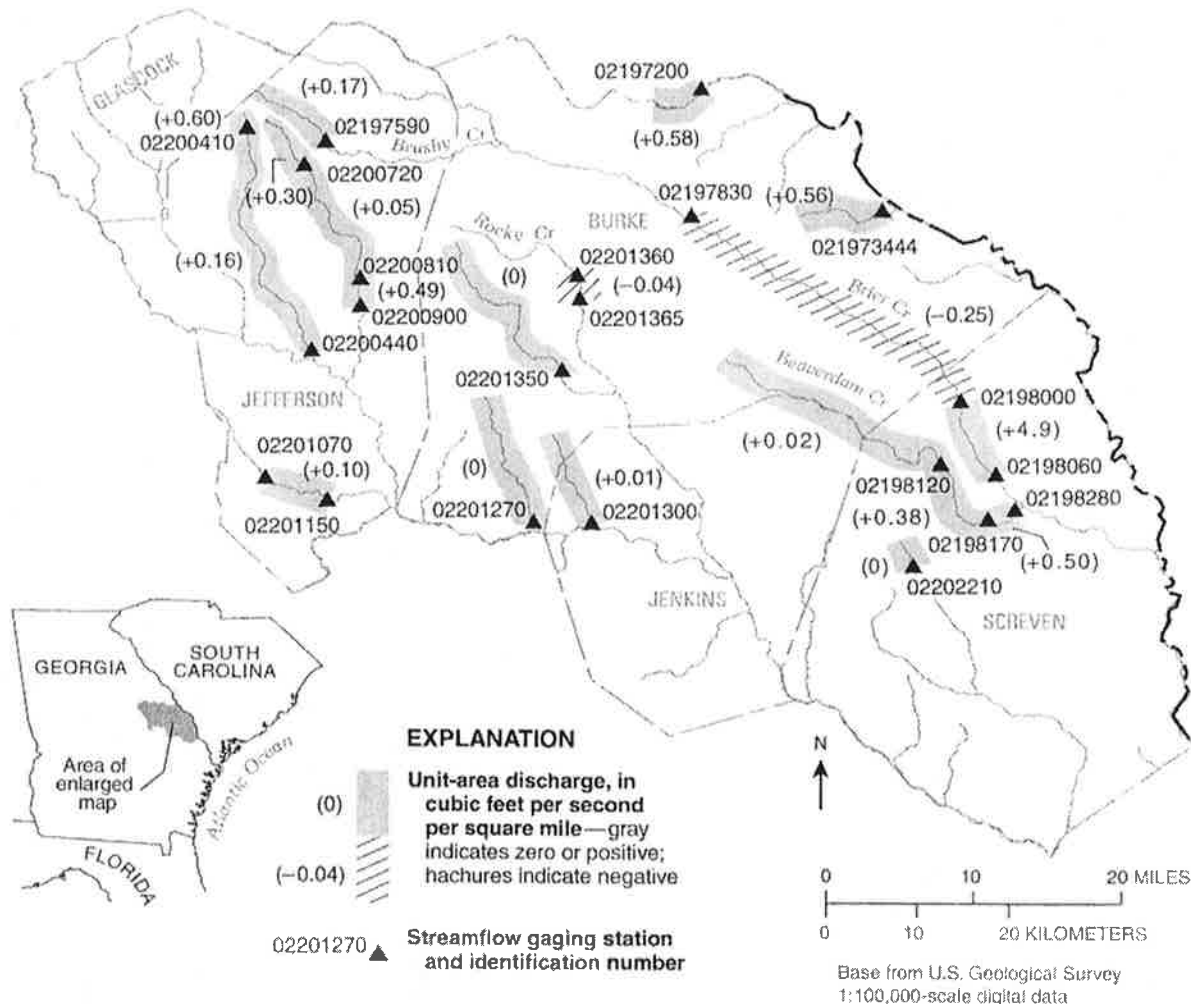 GLASCOCK
(+0.17)
02197200
(+0.60)
02200410
02197590
Brushy Cr
(+0.58)
02200720
(+0.30)
(+0.05)
02197830
(+0.56)
021973444
Rocky Cr
BURKE
(+0.16)
02200810
(+0.49)
02200900
(0)
02201360
(−0.04)
02201365
Brier Cr
(−0.25)
02200440
02201350
Beaverdam Cr
JEFFERSON
02198000
(+4.9)
02201070
(+0.10)
(0)
(+0.01)
(+0.02)
02198120
02198060
02201150
02201270
02201300
(+0.38)
02198280
02198170
(+0.50)
(0)
02202210
JENKINS
SCREVEN
GEORGIA
SOUTH
CAROLINA
Area of
enlarged
map
Atlantic Ocean
FLORIDA
EXPLANATION
(0)
Unit-area discharge, in
cubic feet per second
per square mile—gray
indicates zero or positive;
hachures indicate negative
(−0.04)
02201270
Streamflow gaging station
and identification number
N
0 10 20 MILES
0 10 20 KILOMETERS
Base from U.S. Geological Survey
1:100,000-scale digital data